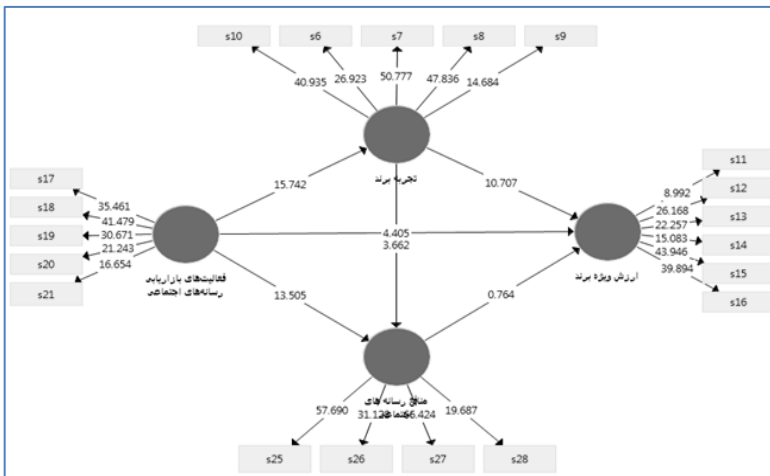 s10 s6 s7 s8 s9
40.935 26.923 50.777 47.836 14.684
تجربه برند
s17
s18
s19
s20
s21
35.461
41.479
30.671
21.243
16.654
فعالیت‌های بازاریابی
رسانه‌های اجتماعی
15.742
10.707
4.405
3.662
13.505
0.764
s11
s12
s13
s14
s15
s16
8.992
26.168
22.257
15.083
43.946
39.894
ارزش ویژه برند
منافع رسانه های
اجتماعی
57.690 19.687
s25 s26 s27 s28